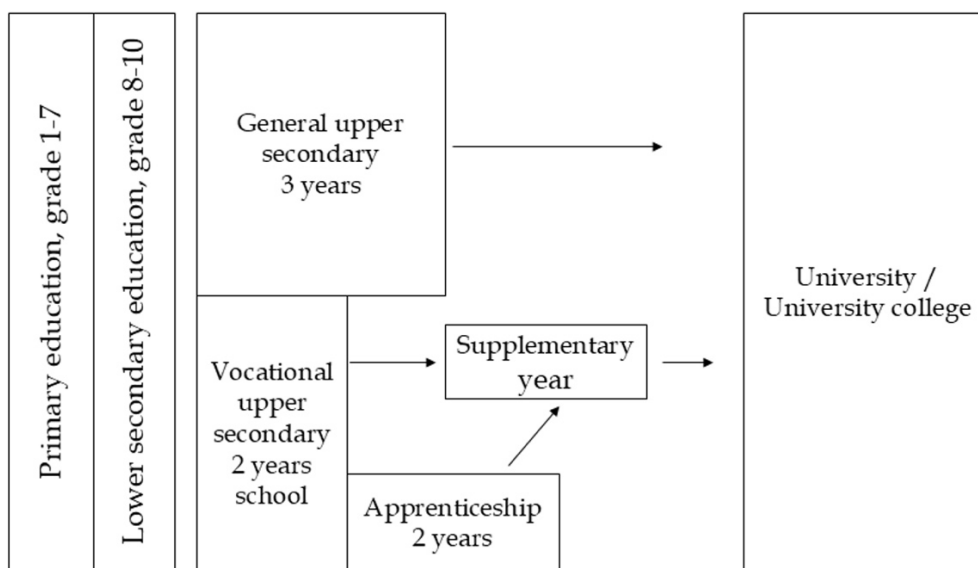 Primary education, grade 1-7
Lower secondary education, grade 8-10
General upper
secondary
3 years
Vocational
upper
secondary
2 years
school
Supplementary
year
Apprenticeship
2 years
University /
University college